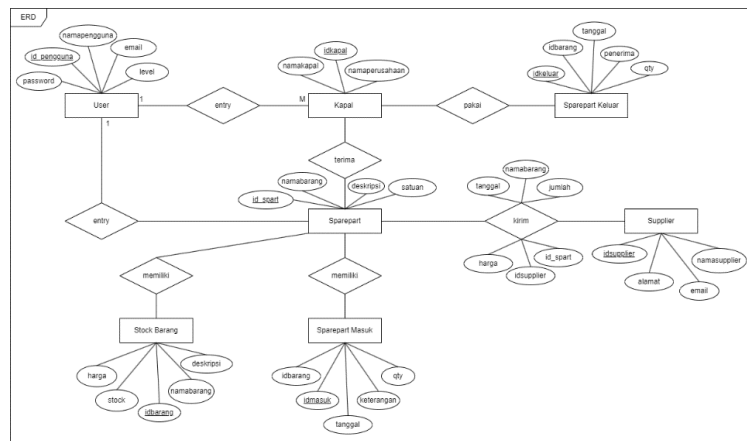 ERD
namapengguna
id_pengguna
email
password
level
User
1
entry
M
idkapal
namakapal
namaperusahaan
Kapal
pakai
tanggal
idbarang
penerima
idkeluar
qty
Sparepart Keluar
1
terima
namabarang
deskripsi
satuan
id_spart
namabarang
tanggal
jumlah
entry
Sparepart
kirim
Supplier
harga
id_spart
idsupplier
idsupplier
namasupplier
alamat
email
memiliki
memiliki
Stock Barang
Sparepart Masuk
harga
deskripsi
stock
namabarang
idbarang
idbarang
qty
idmasuk
keterangan
tanggal